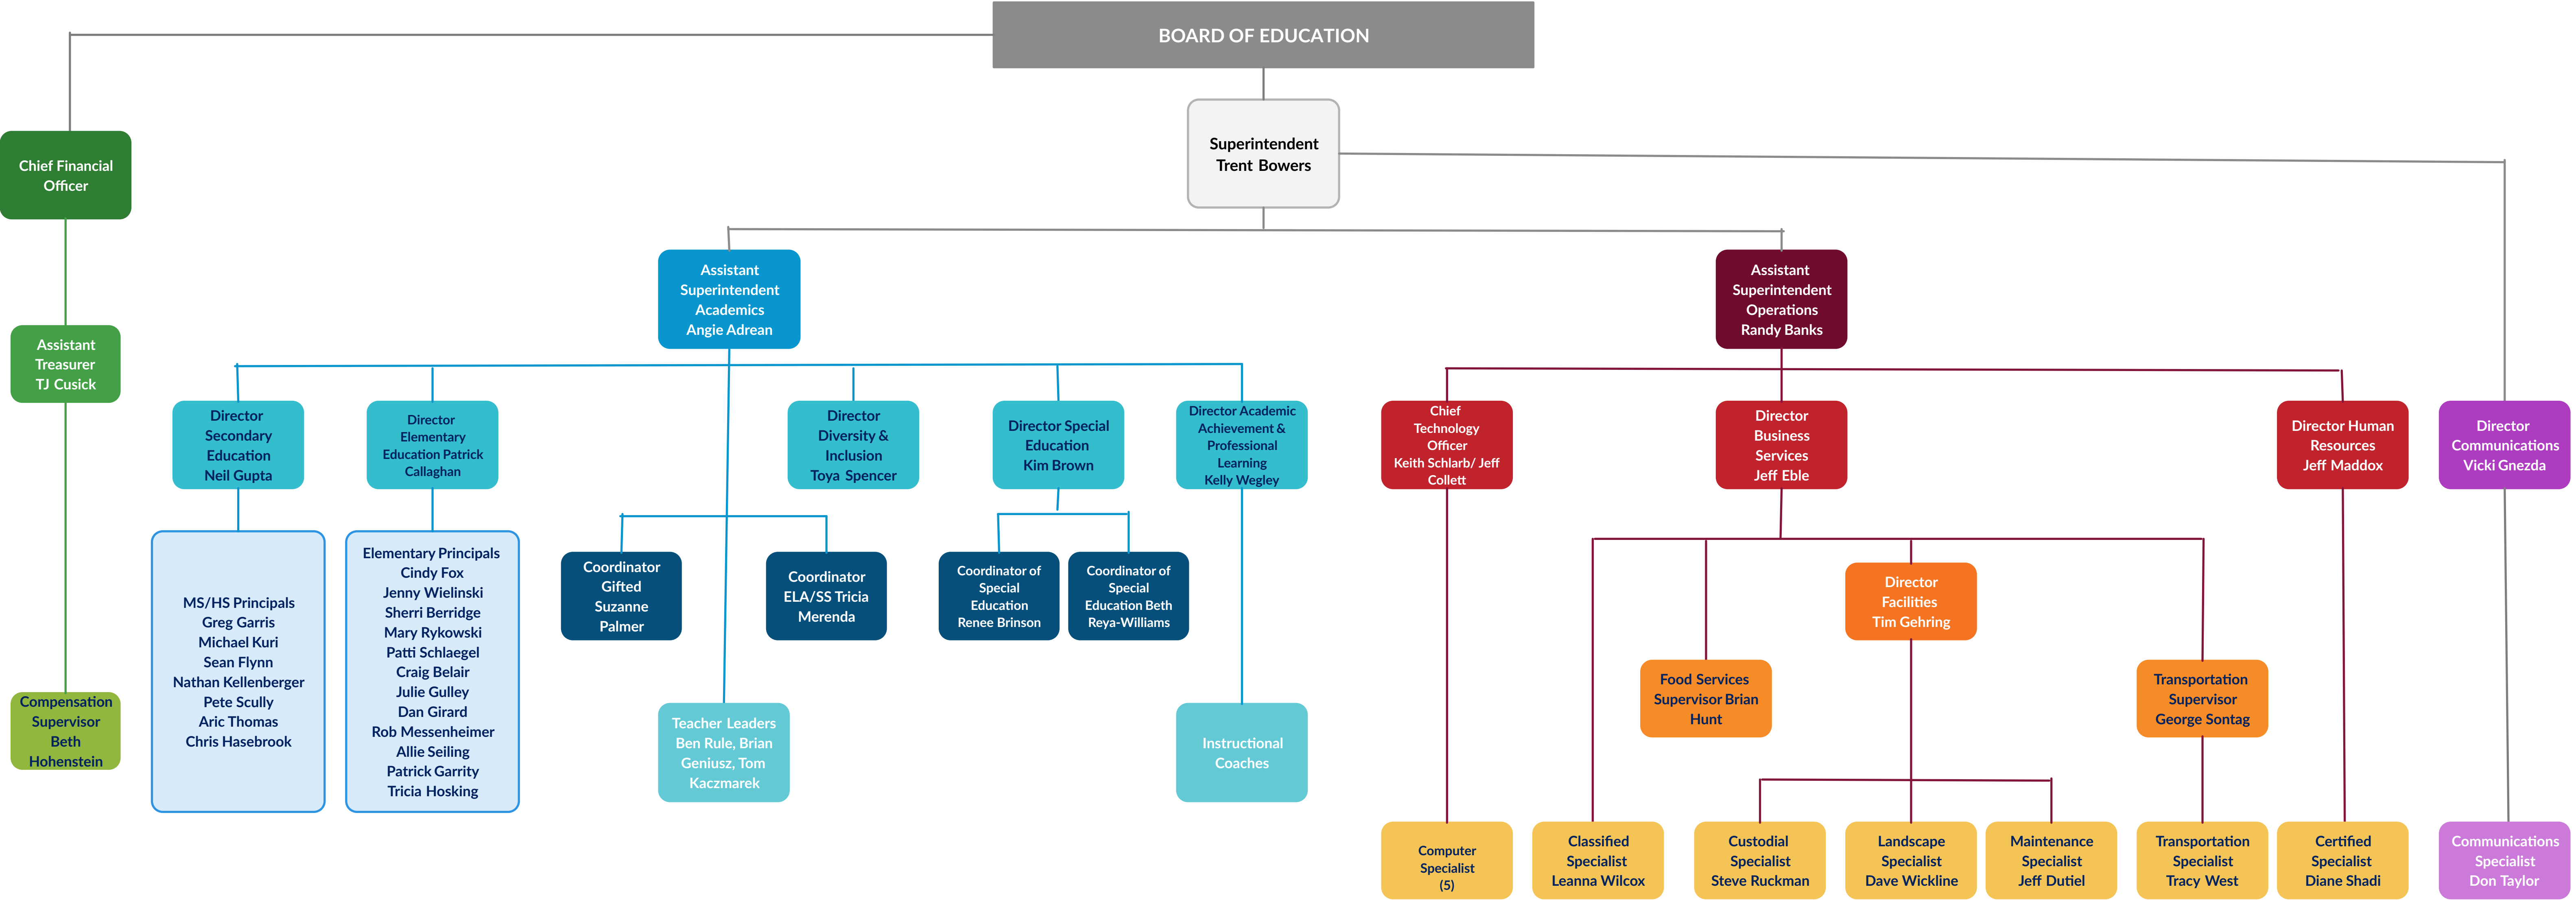 BOARD OF EDUCATION
Superintendent
Trent Bowers
Chief Financial
Officer
Assistant
Superintendent
Academics
Angie Adrean
Assistant
Superintendent
Operations
Randy Banks
Assistant
Treasurer
TJ Cusick
Director
Secondary
Education
Neil Gupta
Director
Elementary
Education Patrick
Callaghan
Director
Diversity &
Inclusion
Toya Spencer
Director Special
Education
Kim Brown
Director Academic
Achievement &
Professional
Learning
Kelly Wegley
Chief
Technology
Officer
Keith Schlarb/ Jeff
Collett
Director
Business
Services
Jeff Eble
Director Human
Resources
Jeff Maddox
Director
Communications
Vicki Gnezda
MS/HS Principals
Greg Garris
Michael Kuri
Sean Flynn
Nathan Kellenberger
Pete Scully
Aric Thomas
Chris Hasebrook
Elementary Principals
Cindy Fox
Jenny Wielinski
Sherri Berridge
Mary Rykowski
Patti Schlaegel
Craig Belair
Julie Gulley
Dan Girard
Rob Messenheimer
Allie Seiling
Patrick Garrity
Tricia Hosking
Coordinator
Gifted
Suzanne
Palmer
Coordinator
ELA/SS Tricia
Merenda
Coordinator of
Special
Education
Renee Brinson
Coordinator of
Special
Education Beth
Reya-Williams
Director
Facilities
Tim Gehring
Food Services
Supervisor Brian
Hunt
Transportation
Supervisor
George Sontag
Compensation
Supervisor
Beth
Hohenstein
Teacher Leaders
Ben Rule, Brian
Geniusz, Tom
Kaczmarek
Instructional
Coaches
Computer
Specialist
(5)
Classified
Specialist
Leanna Wilcox
Custodial
Specialist
Steve Ruckman
Landscape
Specialist
Dave Wickline
Maintenance
Specialist
Jeff Dutiel
Transportation
Specialist
Tracy West
Certified
Specialist
Diane Shadi
Communications
Specialist
Don Taylor